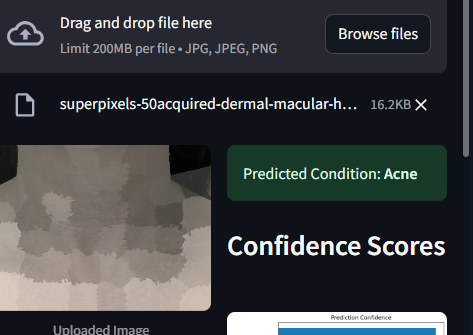 Drag and drop file here
Limit 200MB per file • JPG, JPEG, PNG
Browse files
superpixels-50acquired-dermal-macular-h... 16.2KB
Predicted Condition: Acne
Confidence Scores
Prediction Confidence
Uploaded Image